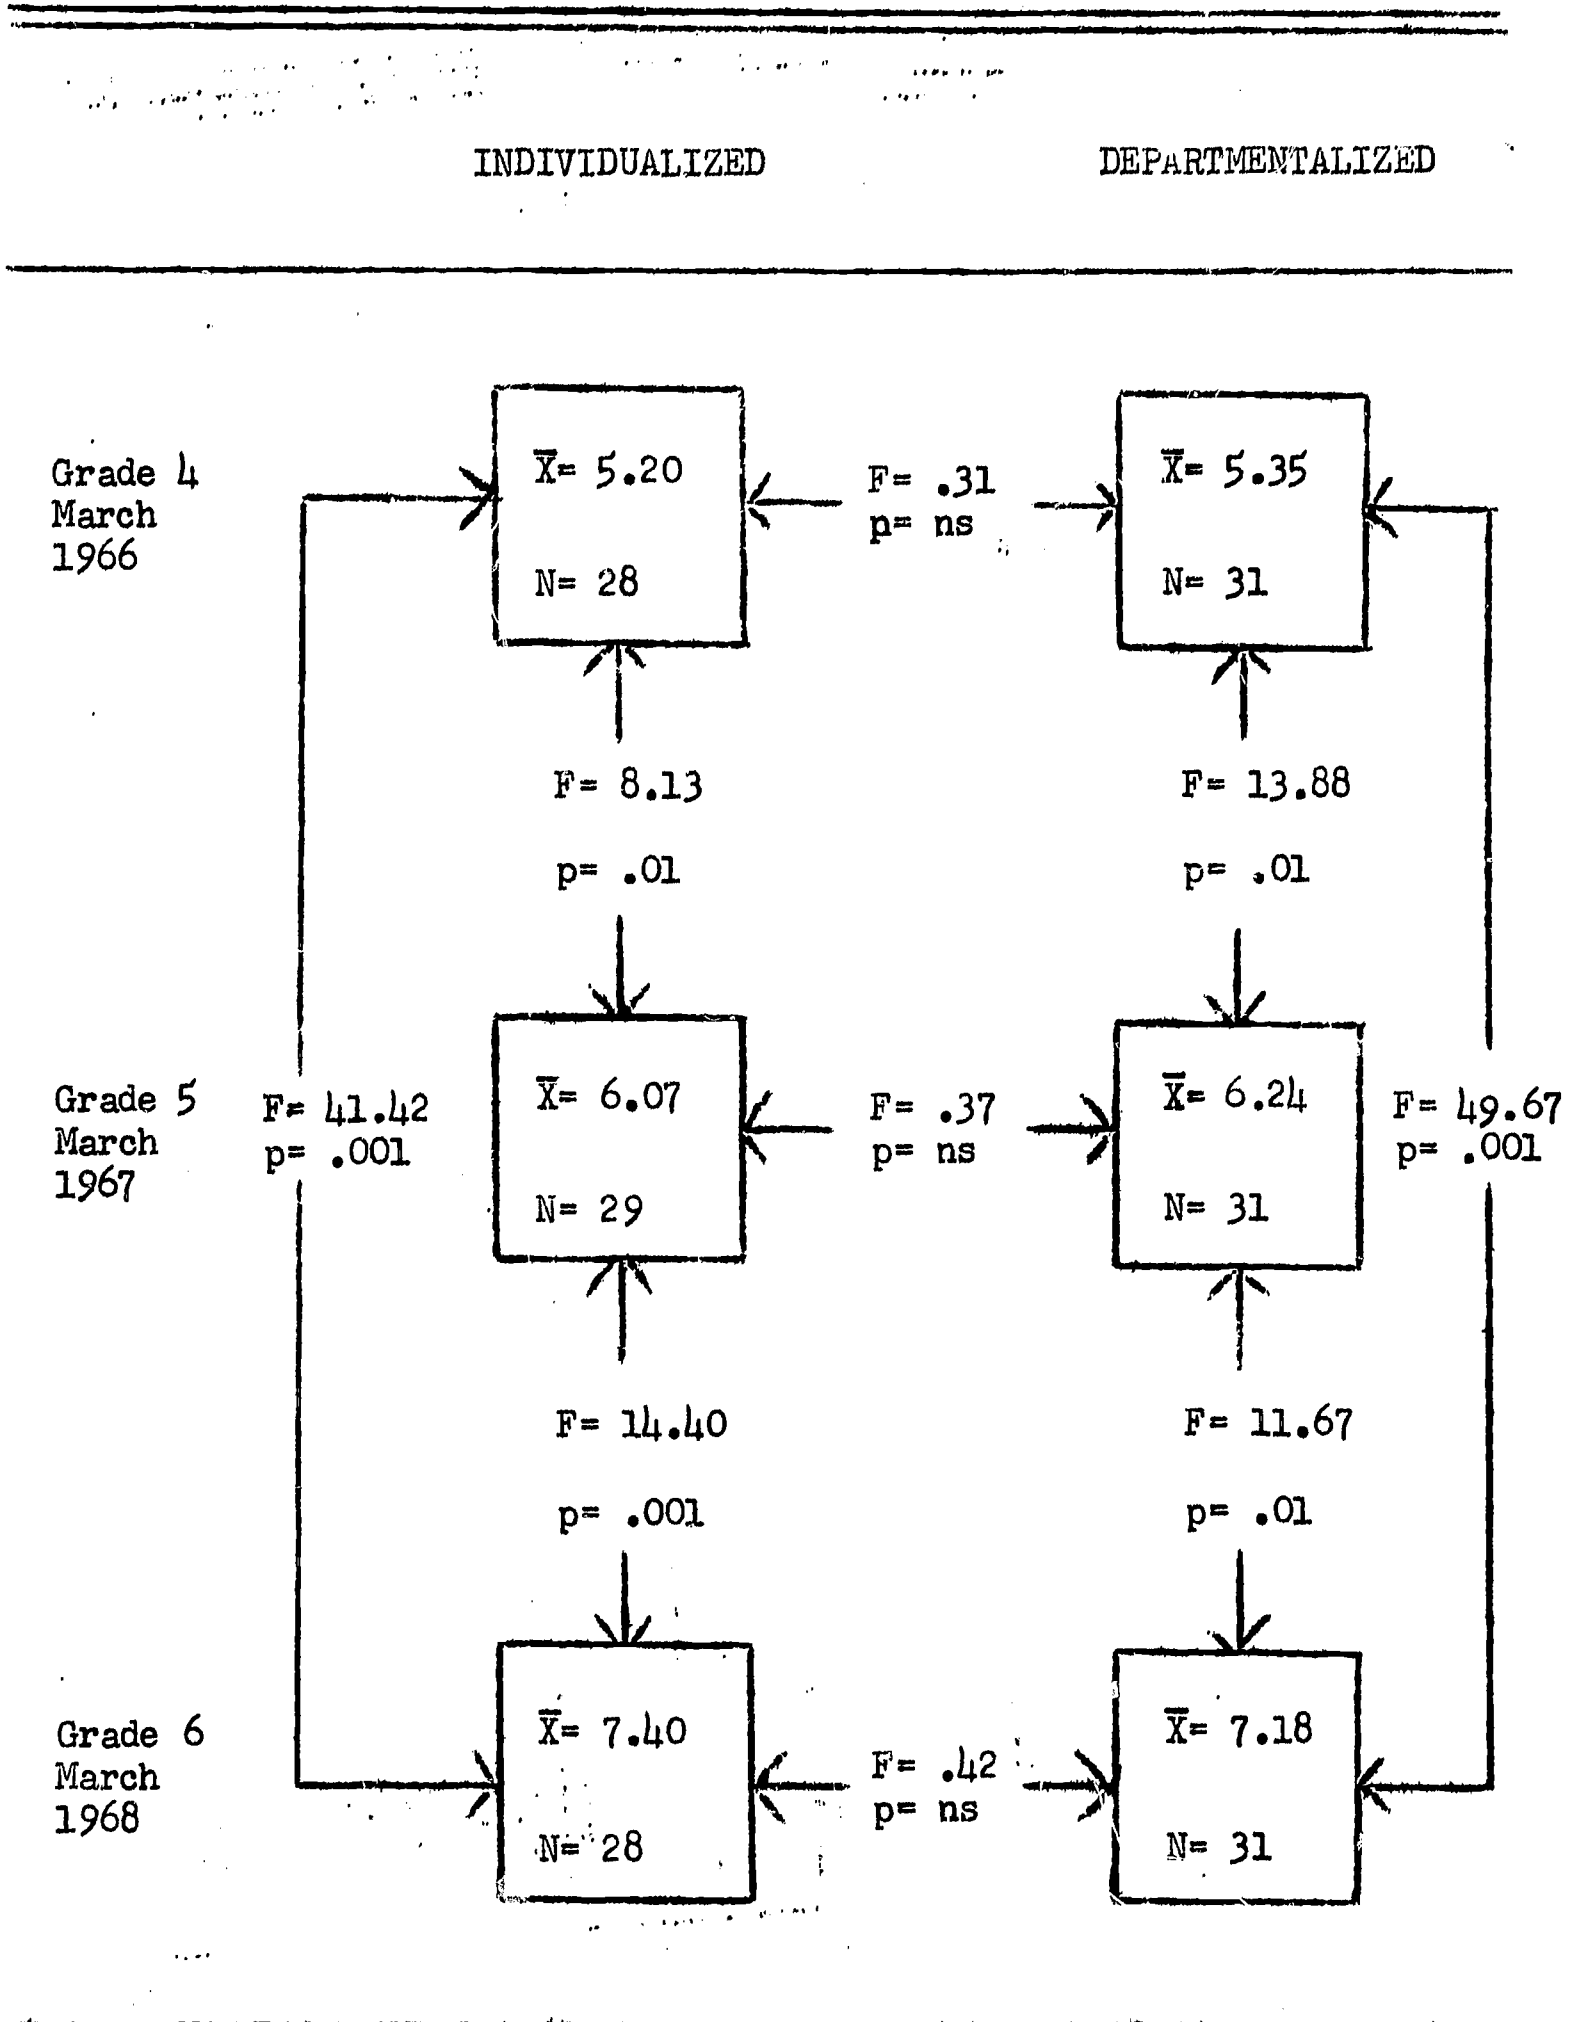 INDIVIDUALIZED DEPARTMENTALIZED
Grade 4
March
1966
X̅= 5.20
N= 28
F= .31
p= ns
X̅= 5.35
N= 31
F= 8.13
p= .01
F= 13.88
p= .01
Grade 5
March
1967
F= 41.42
p= .001
X̅= 6.07
N= 29
F= .37
p= ns
X̅= 6.24
N= 31
F= 49.67
p= .001
F= 14.40
p= .001
F= 11.67
p= .01
Grade 6
March
1968
X̅= 7.40
N= 28
F= .42
p= ns
X̅= 7.18
N= 31